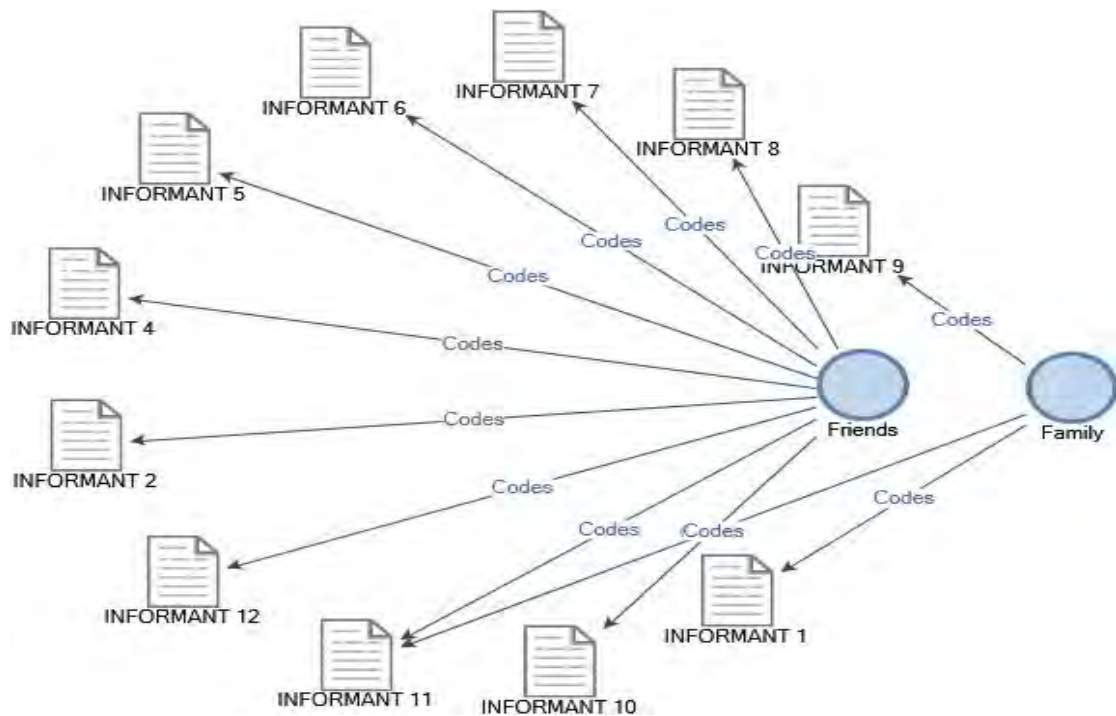 INFORMANT 7
INFORMANT 6
INFORMANT 8
INFORMANT 5
Codes
Codes
Codes
INFORMANT 9
Codes
Codes
INFORMANT 4
Codes
Codes
Friends
Family
INFORMANT 2
Codes
Codes
Codes
Codes
INFORMANT 12
INFORMANT 1
INFORMANT 11
INFORMANT 10